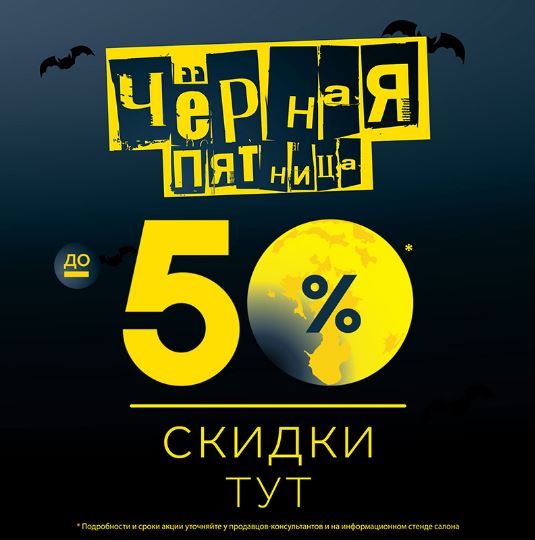 Чёрная
пятница
до
50%*
СКИДКИ
ТУТ
* Подробности и сроки акции уточняйте у продавцов-консультантов и на информационном стенде салона